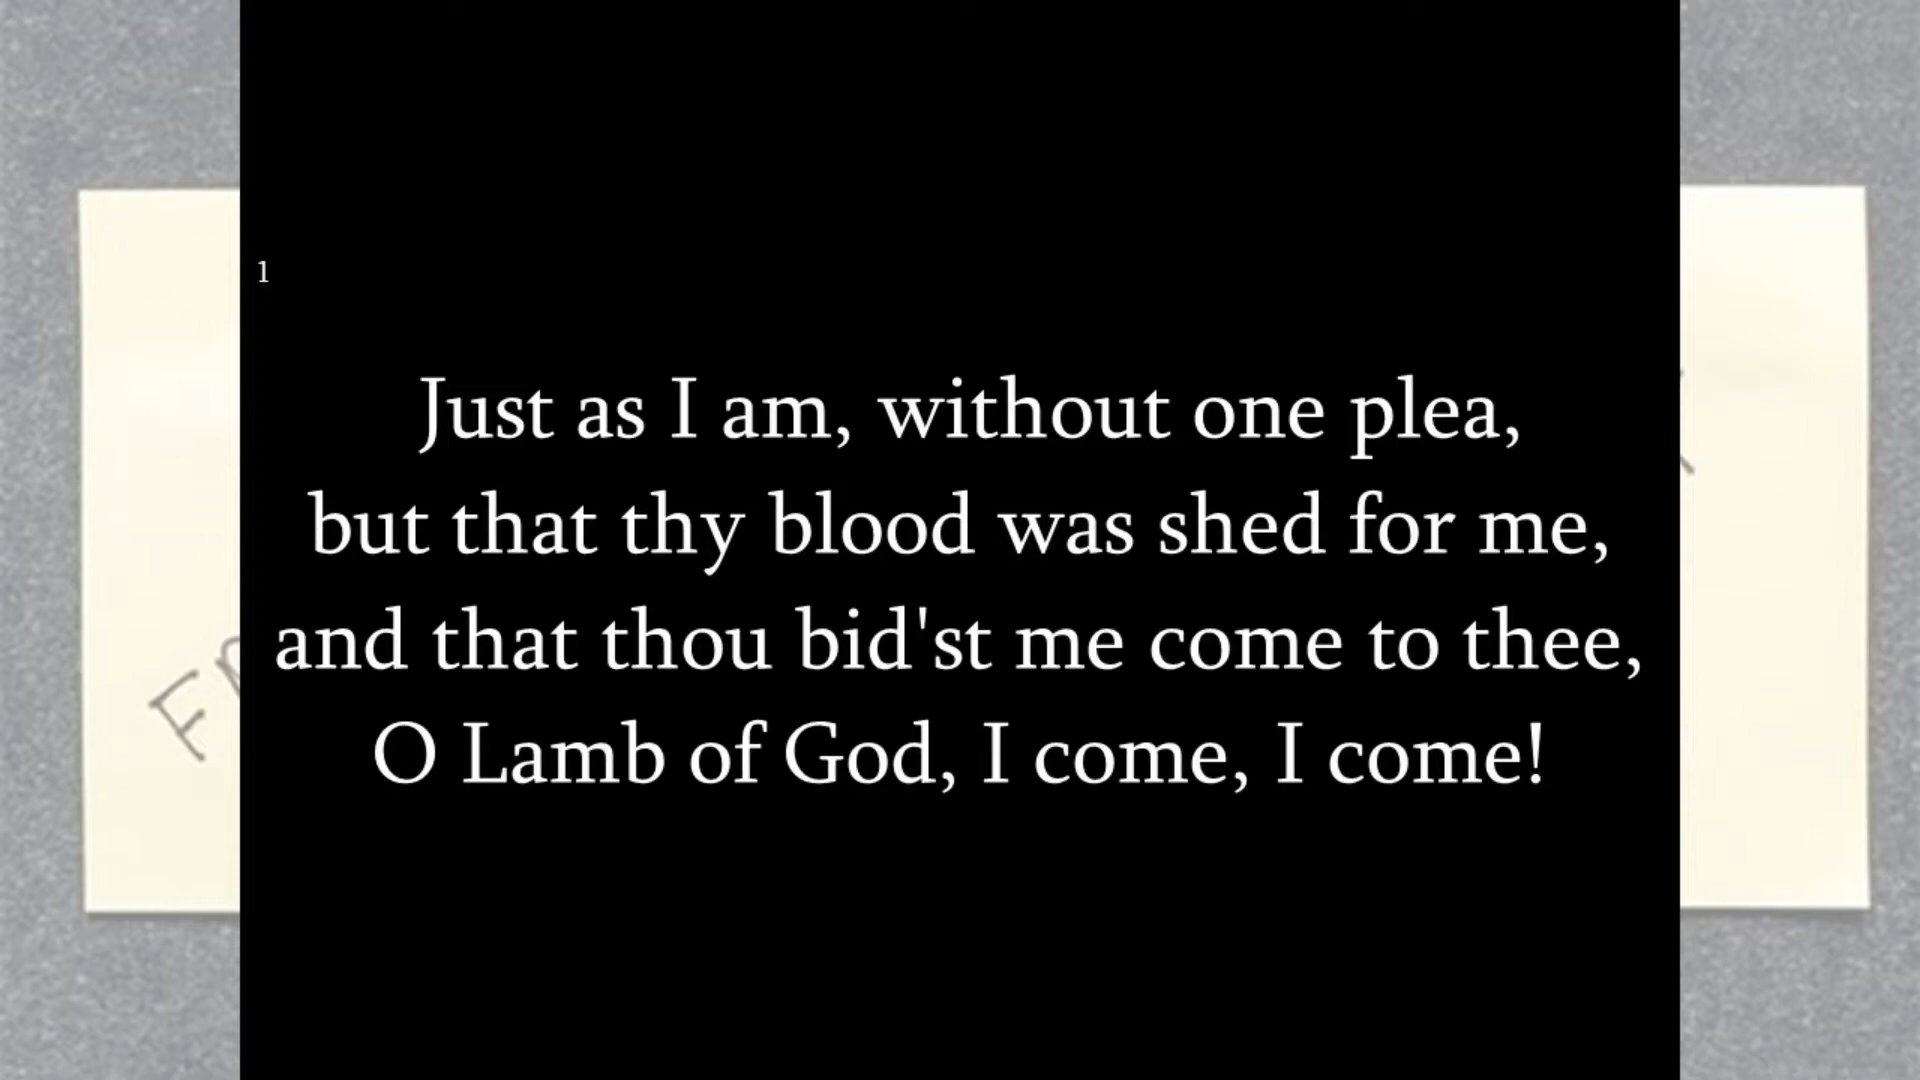 1
Just as I am, without one plea,
but that thy blood was shed for me,
and that thou bid'st me come to thee,
O Lamb of God, I come, I come!